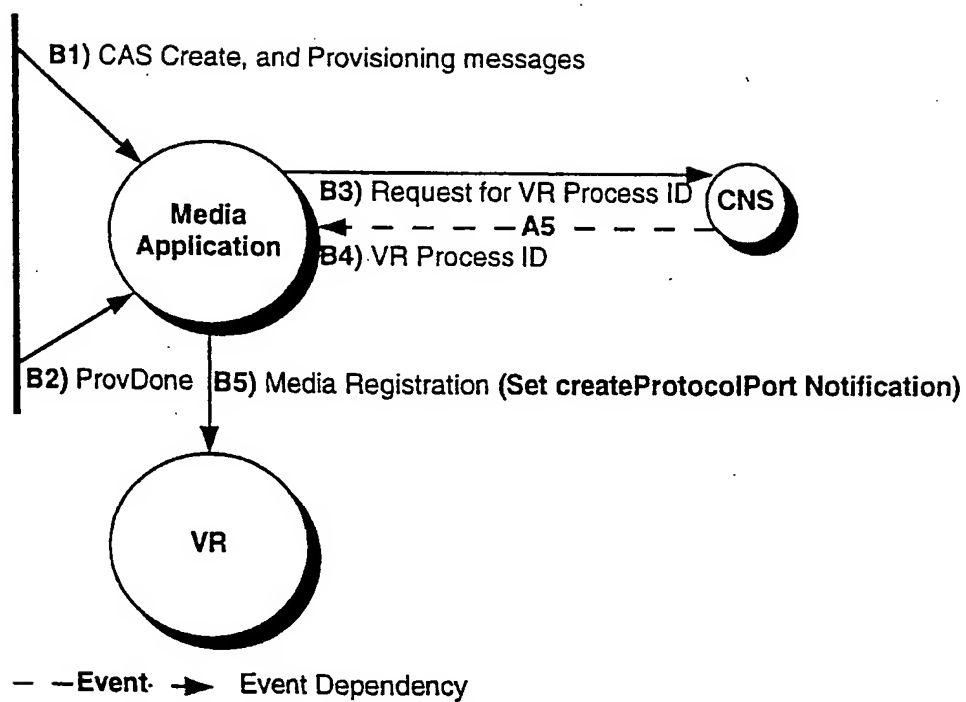 B1) CAS Create, and Provisioning messages
Media
Application
B3) Request for VR Process ID
CNS
A5
B4) VR Process ID
B2) ProvDone
B5) Media Registration (Set createProtocolPort Notification)
VR
Event
Event Dependency